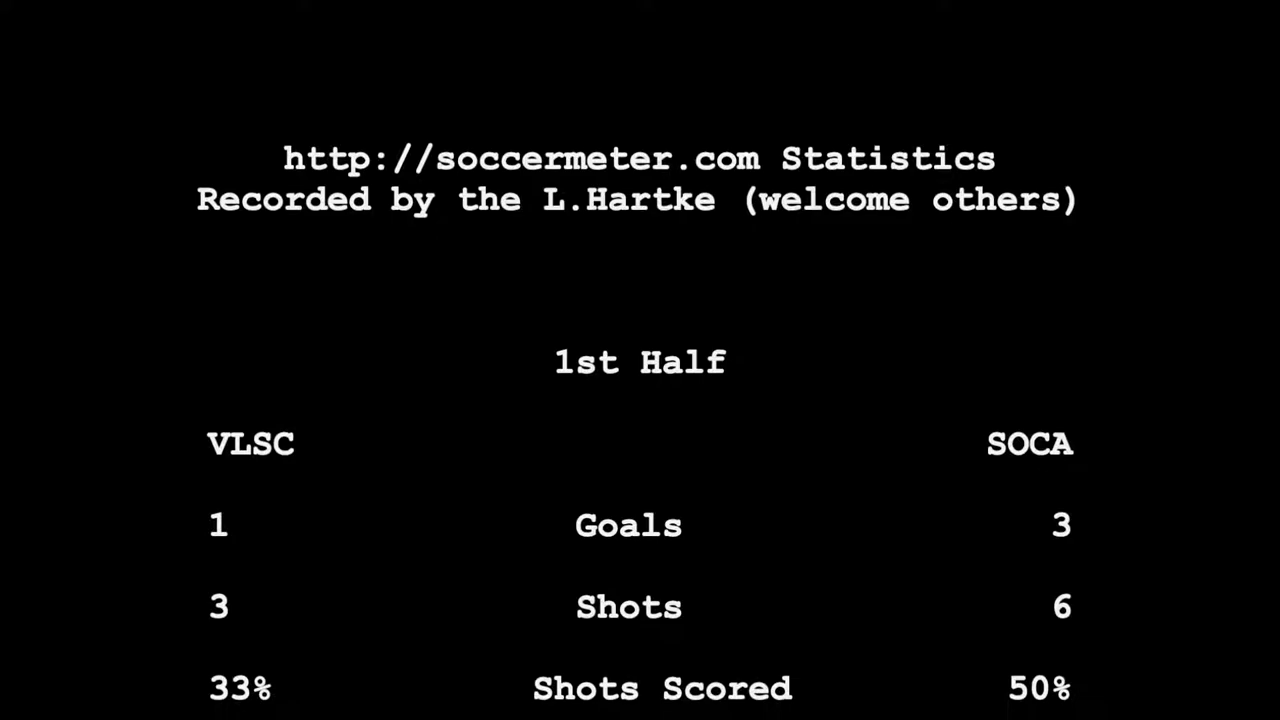 http://soccermeter.com Statistics
Recorded by the L.Hartke (welcome others)
1st Half
VLSC SOCA
1 Goals 3
3 Shots 6
33% Shots Scored 50%